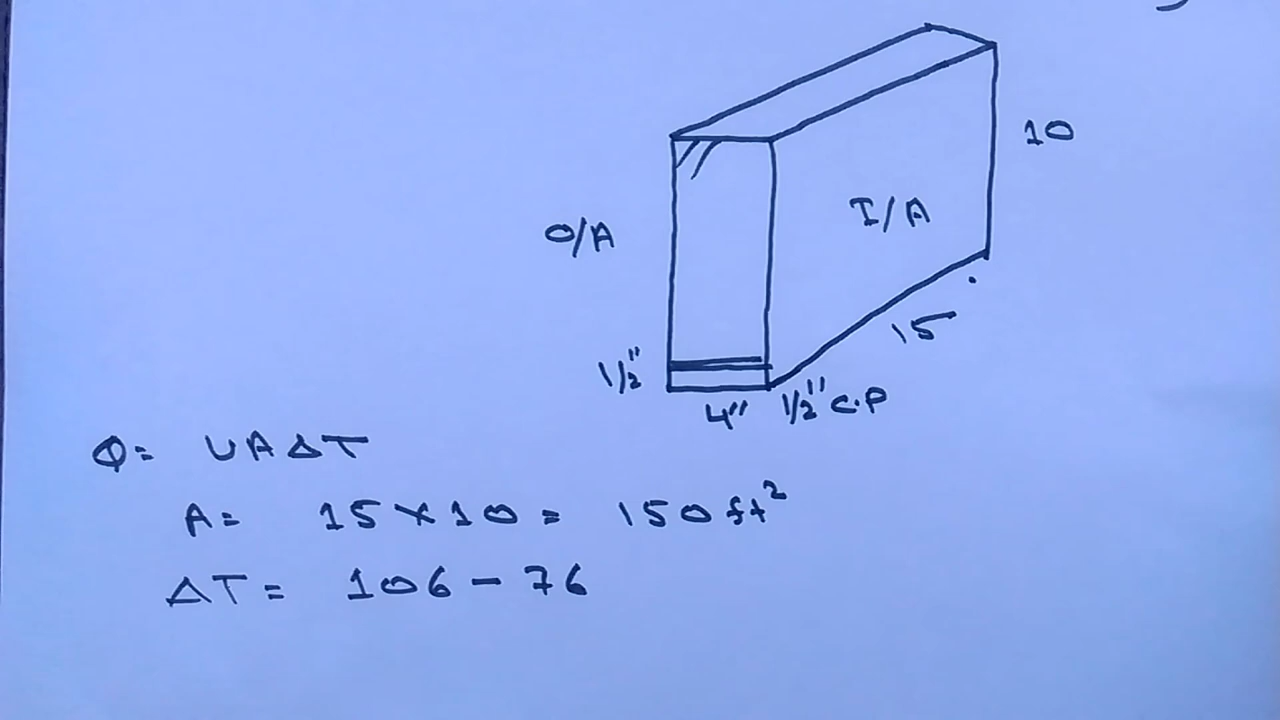 10
O/A
I/A
15
1/2"
4" 1/2" C.P
Q= UAΔT
A= 15×10= 150 ft²
ΔT= 106-76